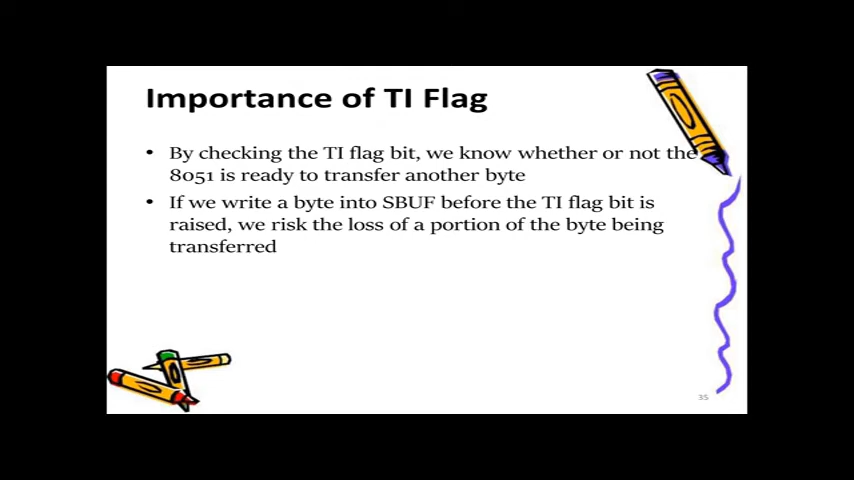 Importance of TI Flag
• By checking the TI flag bit, we know whether or not the
8051 is ready to transfer another byte
• If we write a byte into SBUF before the TI flag bit is
raised, we risk the loss of a portion of the byte being
transferred
35